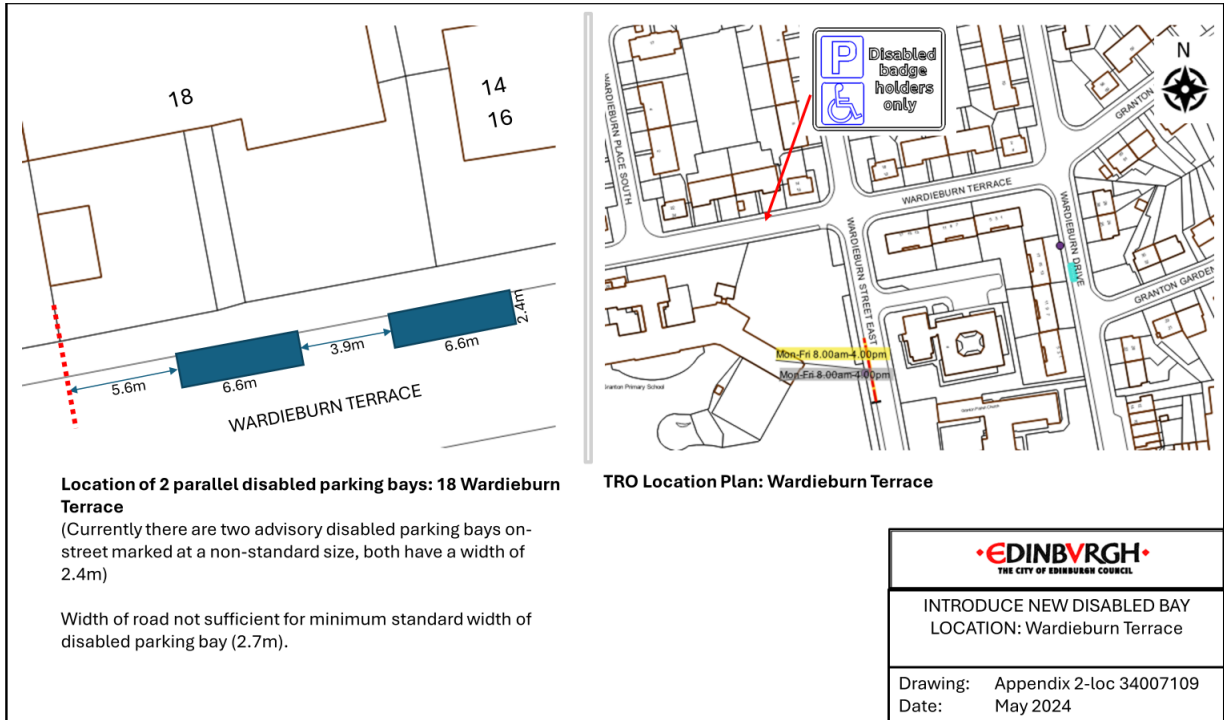 18
14
16
2.4m
3.9m
6.6m
5.6m
6.6m
WARDIEBURN TERRACE
Location of 2 parallel disabled parking bays: 18 Wardieburn
Terrace
(Currently there are two advisory disabled parking bays on-
street marked at a non-standard size, both have a width of
2.4m)
Width of road not sufficient for minimum standard width of
disabled parking bay (2.7m).
P
Disabled
badge
holders
only
N
WARDIEBURN PLACE SOUTH
GRANTON
WARDIEBURN TERRACE
WARDIEBURN STREET EAST
WARDIEBURN DRIVE
GRANTON GARDEN
Mon-Fri 8.00am-4.00pm
Mon-Fri 8.00am-4.00pm
Granton Primary School
TRO Location Plan: Wardieburn Terrace
EDINBVRGH
THE CITY OF EDINBURGH COUNCIL
INTRODUCE NEW DISABLED BAY
LOCATION: Wardieburn Terrace
Drawing: Appendix 2-loc 34007109
Date: May 2024